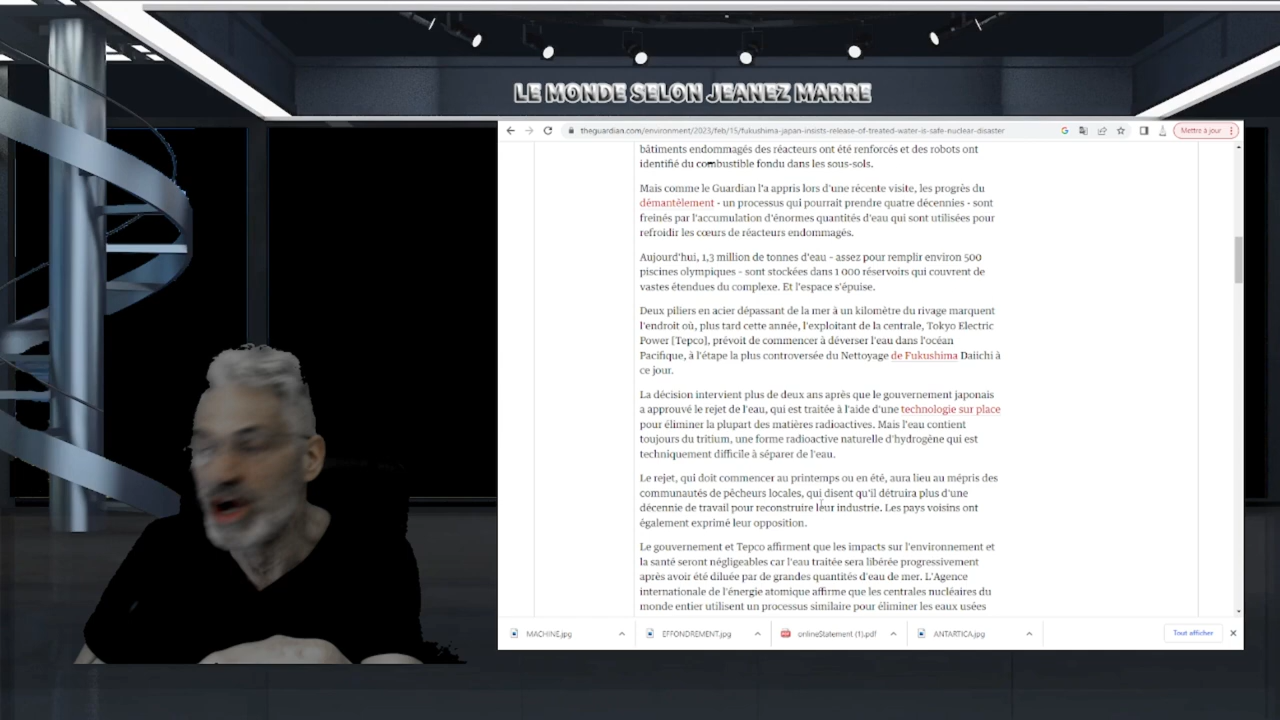 LE MONDE SELON JEANEZ MARRE
theguardian.com/environment/2023/feb/15/fukushima-japan-insists-release-of-treated-water-is-safe-nuclear-disaster
Mettre à jour
bâtiments endommagés des réacteurs ont été renforcés et des robots ont
identifié du combustible fondu dans les sous-sols.
Mais comme le Guardian l'a appris lors d'une récente visite, les progrès du
démantèlement - un processus qui pourrait prendre quatre décennies - sont
freinés par l'accumulation d'énormes quantités d'eau qui sont utilisées pour
refroidir les cœurs de réacteurs endommagés.
Aujourd'hui, 1,3 million de tonnes d'eau - assez pour remplir environ 500
piscines olympiques - sont stockées dans 1 000 réservoirs qui couvrent de
vastes étendues du complexe. Et l'espace s'épuise.
Deux piliers en acier dépassant de la mer à un kilomètre du rivage marquent
l'endroit où, plus tard cette année, l'exploitant de la centrale, Tokyo Electric
Power [Tepco], prévoit de commencer à déverser l'eau dans l'océan
Pacifique, à l'étape la plus controversée du Nettoyage de Fukushima Daiichi à
ce jour.
La décision intervient plus de deux ans après que le gouvernement japonais
a approuvé le rejet de l'eau, qui est traitée à l'aide d'une technologie sur place
pour éliminer la plupart des matières radioactives. Mais l'eau contient
toujours du tritium, une forme radioactive naturelle d'hydrogène qui est
techniquement difficile à séparer de l'eau.
Le rejet, qui doit commencer au printemps ou en été, aura lieu au mépris des
communautés de pêcheurs locales, qui disent qu'il détruira plus d'une
décennie de travail pour reconstruire leur industrie. Les pays voisins ont
également exprimé leur opposition.
Le gouvernement et Tepco affirment que les impacts sur l'environnement et
la santé seront négligeables car l'eau traitée sera libérée progressivement
après avoir été diluée par de grandes quantités d'eau de mer. L'Agence
internationale de l'énergie atomique affirme que les centrales nucléaires du
monde entier utilisent un processus similaire pour éliminer les eaux usées
MACHINE.jpg
EFFONDREMENT.jpg
onlineStatement (1).pdf
ANTARTICA.jpg
Tout afficher